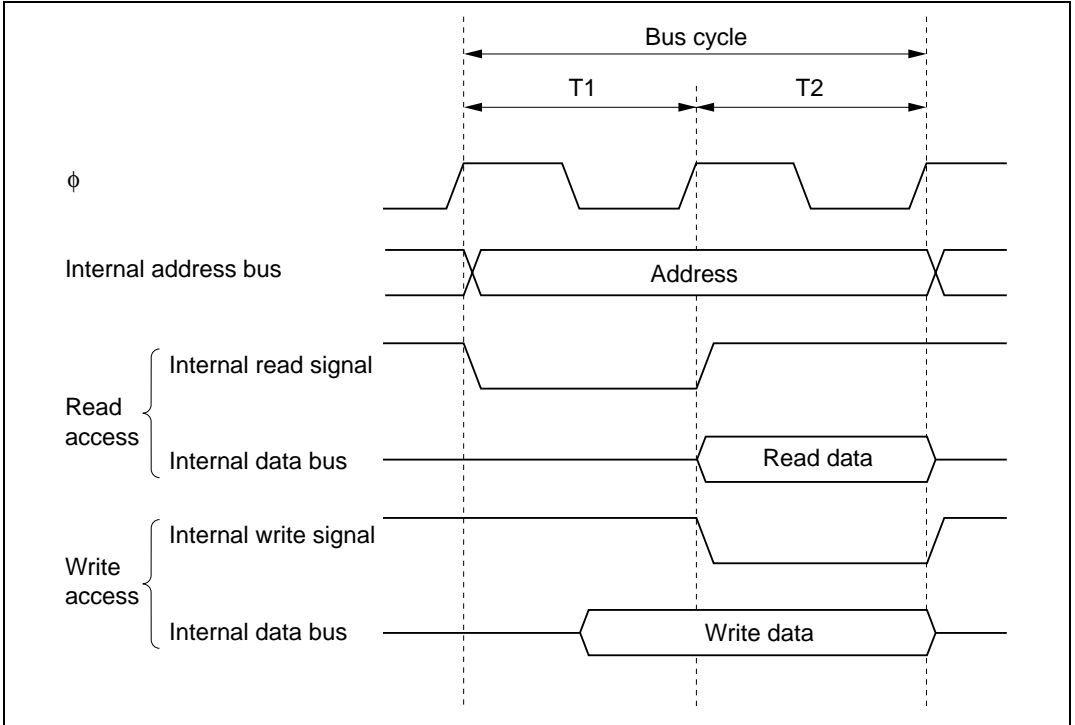 Bus cycle
T1
T2
ϕ
Internal address bus
Address
Internal read signal
Read
access
Internal data bus
Read data
Internal write signal
Write
access
Internal data bus
Write data